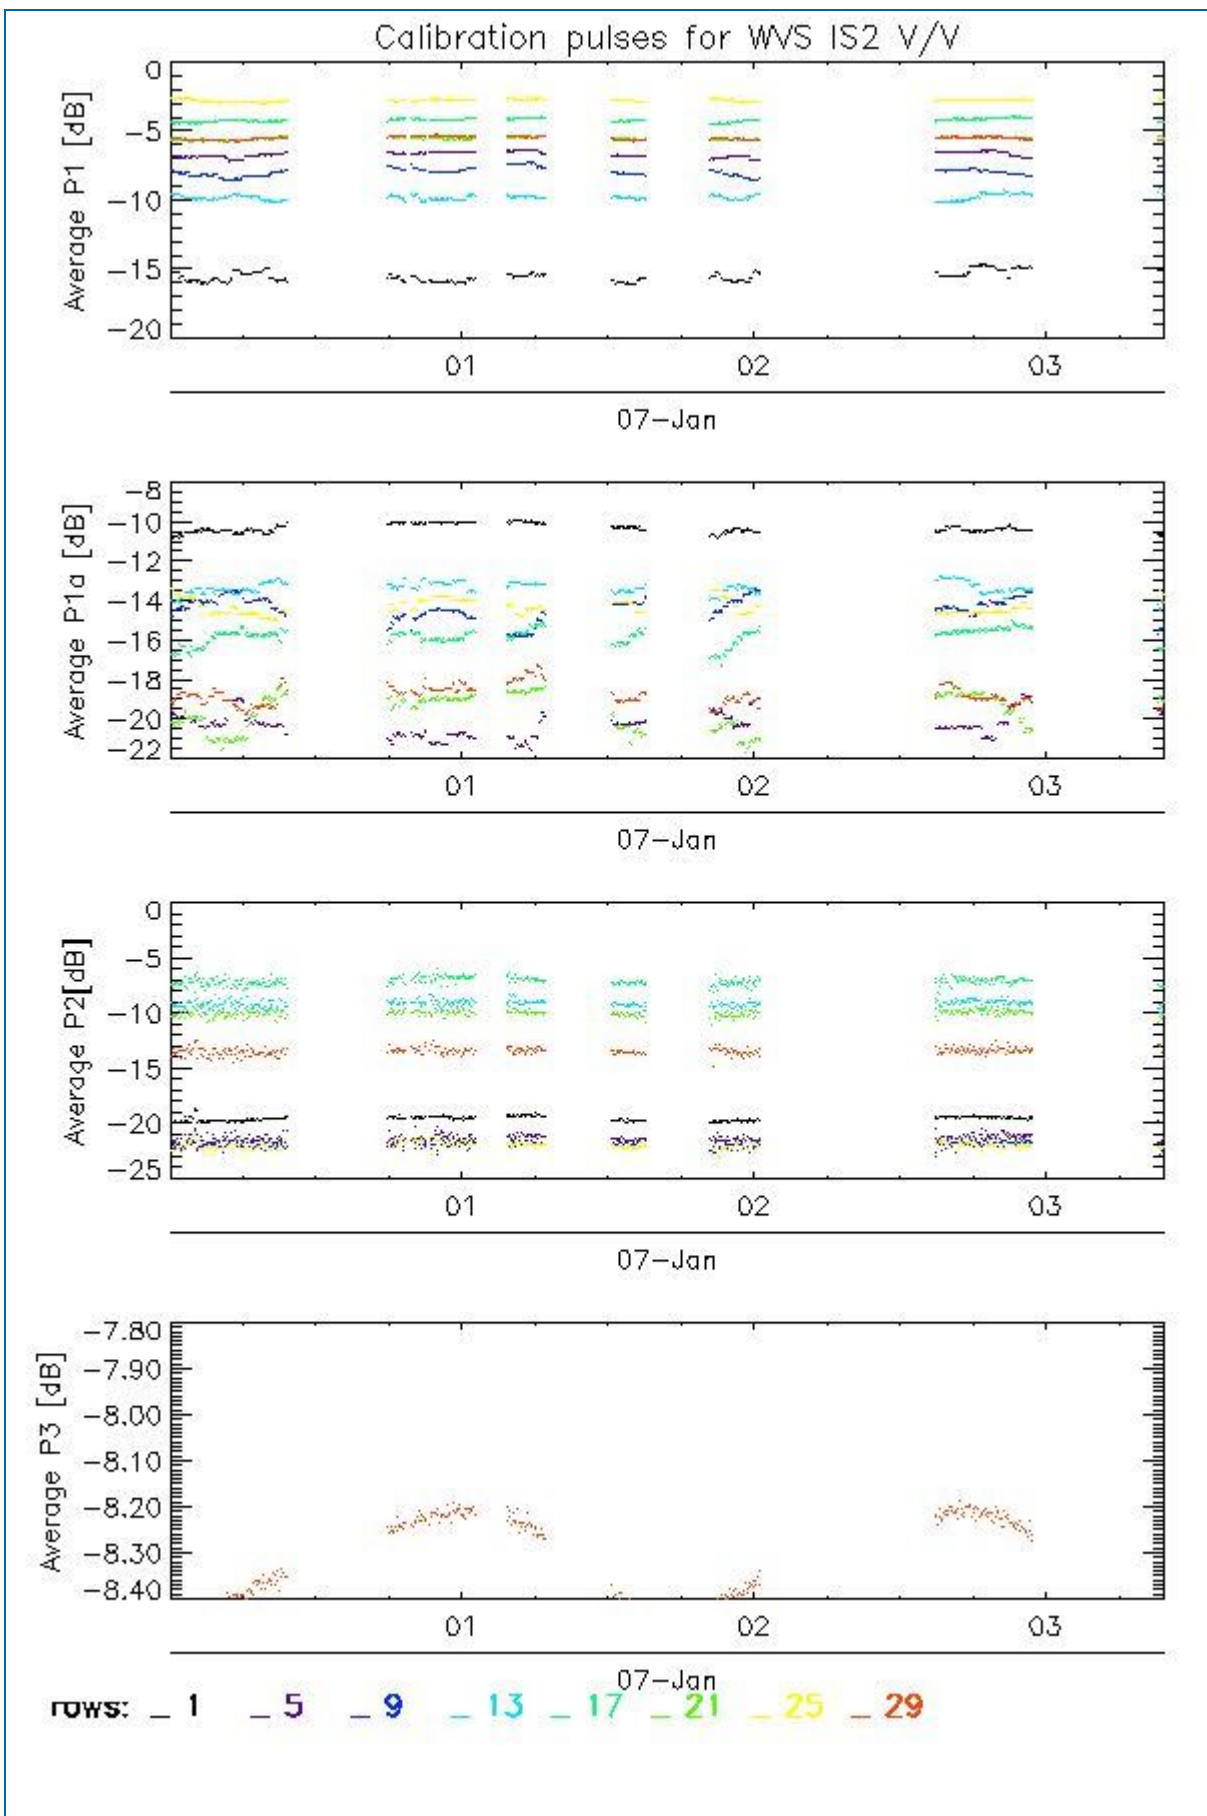 Calibration pulses for WVS IS2 V/V
Average P1 [dB]
0
-5
-10
-15
-20
01 02 03
07-Jan
Average P1a [dB]
-8
-10
-12
-14
-16
-18
-20
-22
01 02 03
07-Jan
Average P2[dB]
0
-5
-10
-15
-20
-25
01 02 03
07-Jan
Average P3 [dB]
-7.80
-7.90
-8.00
-8.10
-8.20
-8.30
-8.40
01 02 03
07-Jan
rows: _ 1 _ 5 _ 9 _ 13 _ 17 _ 21 _ 25 _ 29